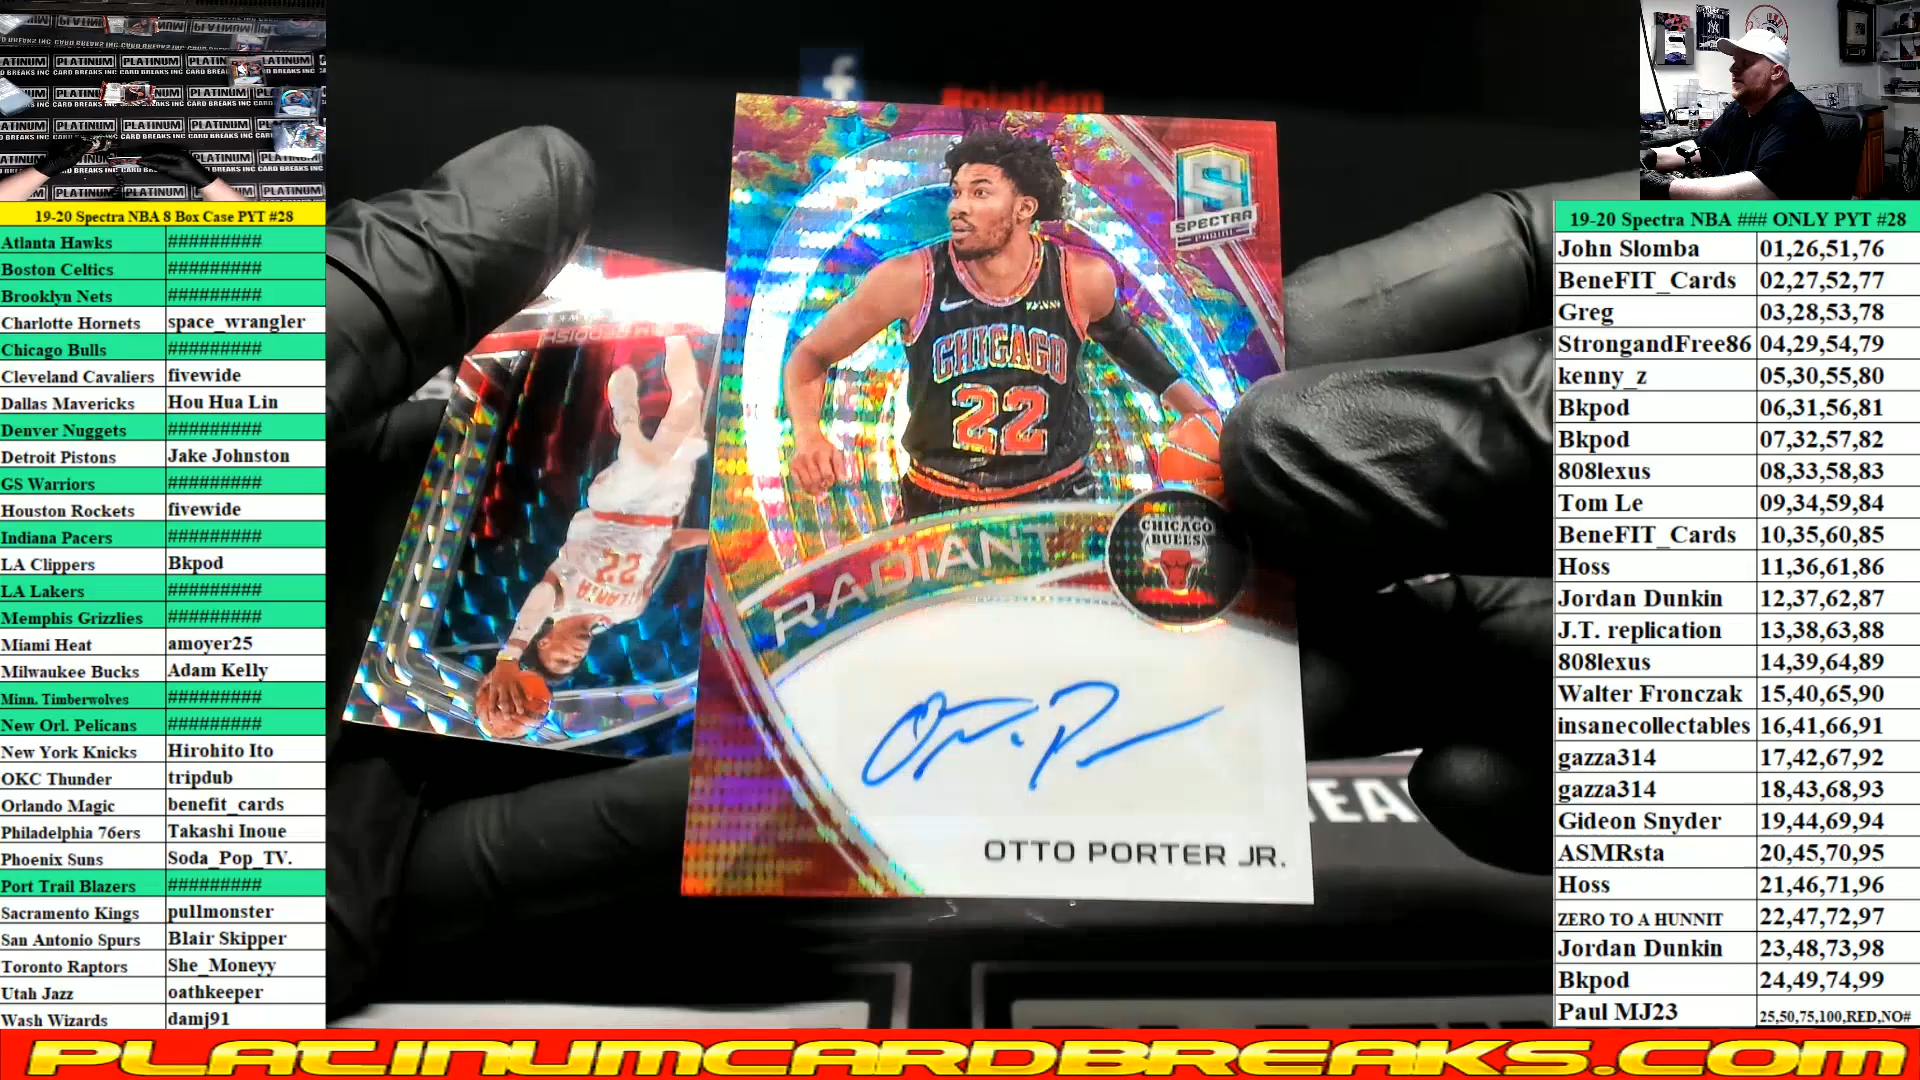 19-20 Spectra NBA 8 Box Case PYT #28
Atlanta Hawks #########
Boston Celtics #########
Brooklyn Nets #########
Charlotte Hornets space_wrangler
Chicago Bulls #########
Cleveland Cavaliers fivewide
Dallas Mavericks Hou Hua Lin
Denver Nuggets #########
Detroit Pistons Jake Johnston
GS Warriors #########
Houston Rockets fivewide
Indiana Pacers #########
LA Clippers Bkpod
LA Lakers #########
Memphis Grizzlies #########
Miami Heat amoyer25
Milwaukee Bucks Adam Kelly
Minn. Timberwolves #########
New Orl. Pelicans #########
New York Knicks Hirohito Ito
OKC Thunder tripdub
Orlando Magic benefit_cards
Philadelphia 76ers Takashi Inoue
Phoenix Suns Soda_Pop_TV.
Port Trail Blazers #########
Sacramento Kings pullmonster
San Antonio Spurs Blair Skipper
Toronto Raptors She_Moneyy
Utah Jazz oathkeeper
Wash Wizards damj91
S
SPECTRA
PANINI
CHICAGO
22
RADIANT
CHICAGO
BULLS
OTTO PORTER JR.
22
19-20 Spectra NBA ### ONLY PYT #28
John Slomba 01,26,51,76
BeneFIT_Cards 02,27,52,77
Greg 03,28,53,78
StrongandFree86 04,29,54,79
kenny_z 05,30,55,80
Bkpod 06,31,56,81
Bkpod 07,32,57,82
808lexus 08,33,58,83
Tom Le 09,34,59,84
BeneFIT_Cards 10,35,60,85
Hoss 11,36,61,86
Jordan Dunkin 12,37,62,87
J.T. replication 13,38,63,88
808lexus 14,39,64,89
Walter Fronczak 15,40,65,90
insanecollectables 16,41,66,91
gazza314 17,42,67,92
gazza314 18,43,68,93
Gideon Snyder 19,44,69,94
ASMRsta 20,45,70,95
Hoss 21,46,71,96
ZERO TO A HUNNIT 22,47,72,97
Jordan Dunkin 23,48,73,98
Bkpod 24,49,74,99
Paul MJ23 25,50,75,100,RED,NO#
PLATINUMCARDBREAKS.COM